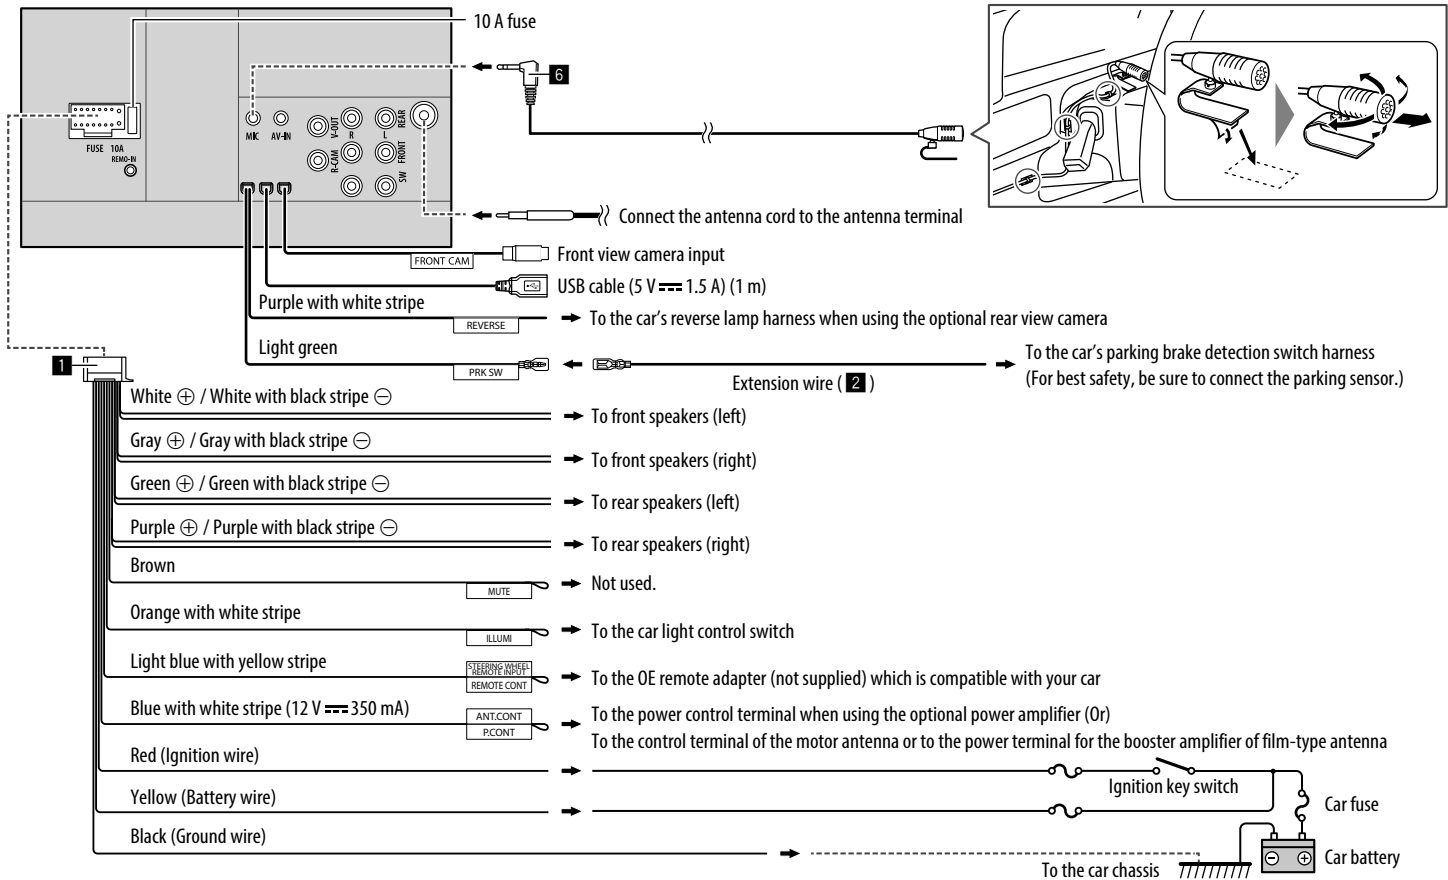 10 A fuse
6
MIC
AV-IN
V-OUT
R-CAM
R
L
REAR
FRONT
SW
FUSE 10A
REMO-IN
Connect the antenna cord to the antenna terminal
FRONT CAM
Front view camera input
USB cable (5 V ⎓ 1.5 A) (1 m)
Purple with white stripe
REVERSE
To the car's reverse lamp harness when using the optional rear view camera
Light green
PRK SW
Extension wire ( 2 )
To the car's parking brake detection switch harness
(For best safety, be sure to connect the parking sensor.)
1
White ⊕ / White with black stripe ⊖
To front speakers (left)
Gray ⊕ / Gray with black stripe ⊖
To front speakers (right)
Green ⊕ / Green with black stripe ⊖
To rear speakers (left)
Purple ⊕ / Purple with black stripe ⊖
To rear speakers (right)
Brown
MUTE
Not used.
Orange with white stripe
ILLUMI
To the car light control switch
Light blue with yellow stripe
STEERING WHEEL
REMOTE INPUT
REMOTE CONT
To the OE remote adapter (not supplied) which is compatible with your car
Blue with white stripe (12 V ⎓ 350 mA)
ANT.CONT
P.CONT
To the power control terminal when using the optional power amplifier (Or)
To the control terminal of the motor antenna or to the power terminal for the booster amplifier of film-type antenna
Red (Ignition wire)
Ignition key switch
Yellow (Battery wire)
Car fuse
Black (Ground wire)
To the car chassis
⊖ ⊕
Car battery